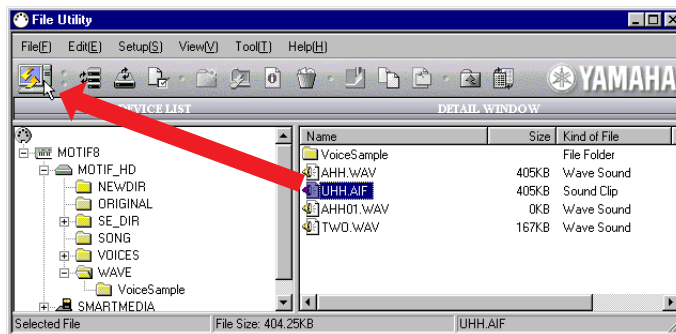 File Utility
File(F) Edit(E) Setup(S) View(V) Tool(T) Help(H)
YAMAHA
DEVICE LIST
DETAIL WINDOW
MOTIF8
MOTIF_HD
NEWDIR
ORIGINAL
SE_DIR
SONG
VOICES
WAVE
VoiceSample
SMARTMEDIA
Name Size Kind of File
VoiceSample File Folder
AHH.WAV 405KB Wave Sound
UHH.AIF 405KB Sound Clip
AHH01.WAV 0KB Wave Sound
TWO.WAV 167KB Wave Sound
Selected File File Size: 404.25KB UHH.AIF